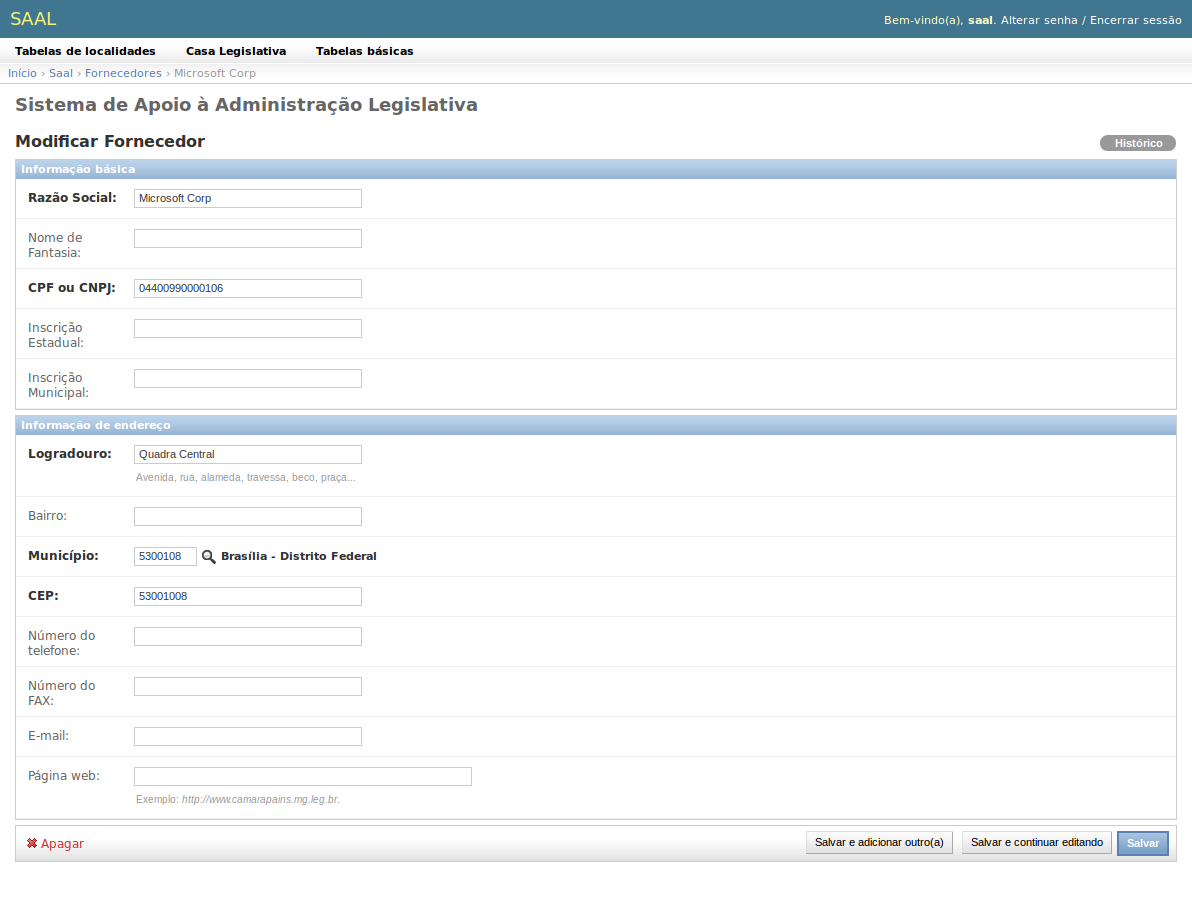 SAAL
Bem-vindo(a), saal. Alterar senha / Encerrar sessão
Tabelas de localidades Casa Legislativa Tabelas básicas
Início › Saal › Fornecedores › Microsoft Corp
Sistema de Apoio à Administração Legislativa
Modificar Fornecedor
Histórico
Informação básica
Razão Social: Microsoft Corp
Nome de
Fantasia:
CPF ou CNPJ: 04400990000106
Inscrição
Estadual:
Inscrição
Municipal:
Informação de endereço
Logradouro: Quadra Central
Avenida, rua, alameda, travessa, beco, praça...
Bairro:
Município: 5300108 Brasília - Distrito Federal
CEP: 53001008
Número do
telefone:
Número do
FAX:
E-mail:
Página web:
Exemplo: http://www.camarapains.mg.leg.br.
Apagar Salvar e adicionar outro(a) Salvar e continuar editando Salvar